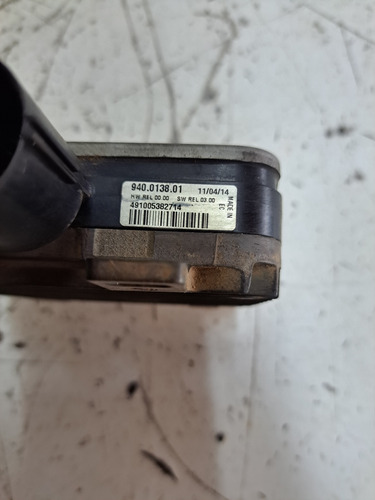 940.0138.01 11/04/14
HW REL 00.00 SW REL 03.00
491005382714
MADE IN
EC